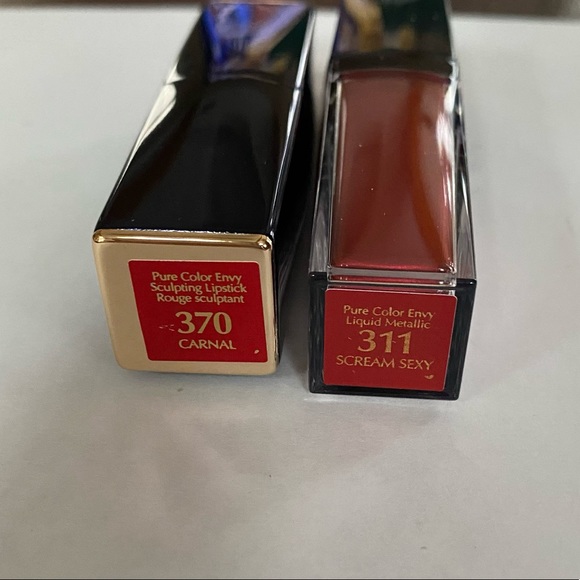 Pure Color Envy
Sculpting Lipstick
Rouge sculptant
370
CARNAL
Pure Color Envy
Liquid Metallic
311
SCREAM SEXY